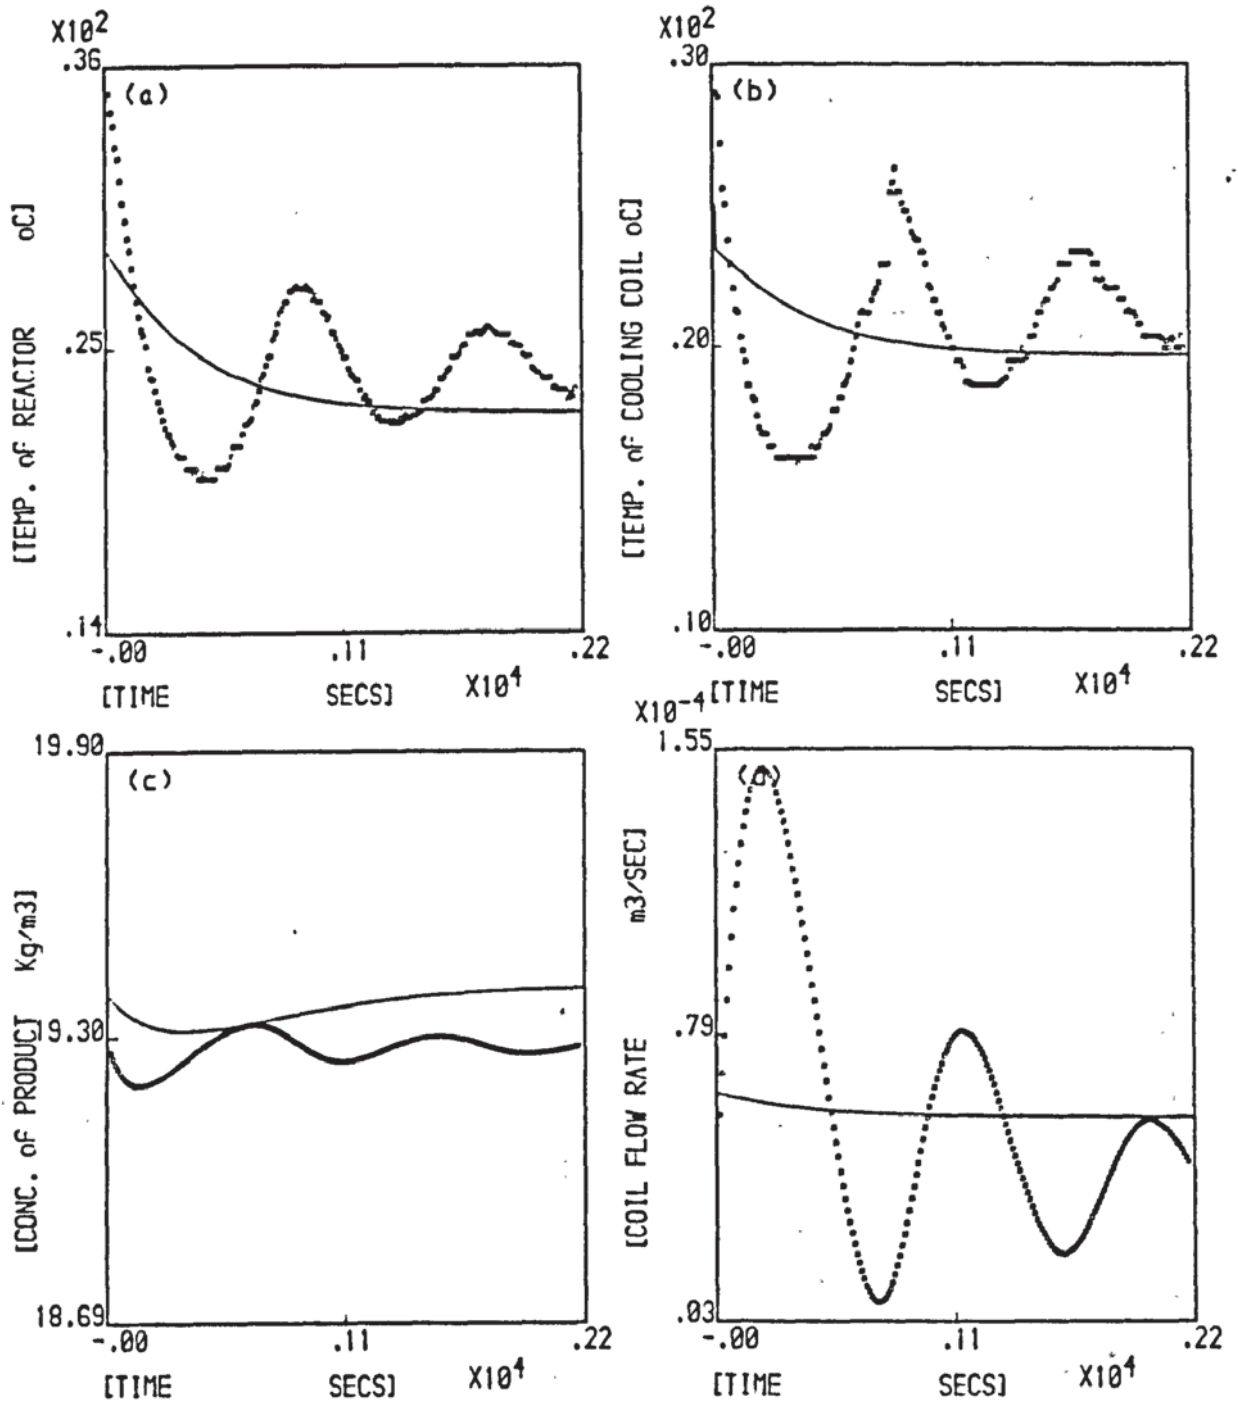 X10²
.36
(a)
.25
.14
-.00 .11 .22
[TIME SECS] X10⁴
[TEMP. of REACTOR oC]
X10²
.30
(b)
.20
.10
-.00 .11 .22
[TIME SECS] X10⁴
[TEMP. of COOLING COIL oC]
19.90
(c)
19.30
18.69
-.00 .11 .22
[TIME SECS] X10⁴
[CONC. of PRODUCT Kg/m3]
X10⁻⁴
1.55
(d)
.79
.03
-.00 .11 .22
[TIME SECS] X10⁴
[COIL FLOW RATE m3/SEC]